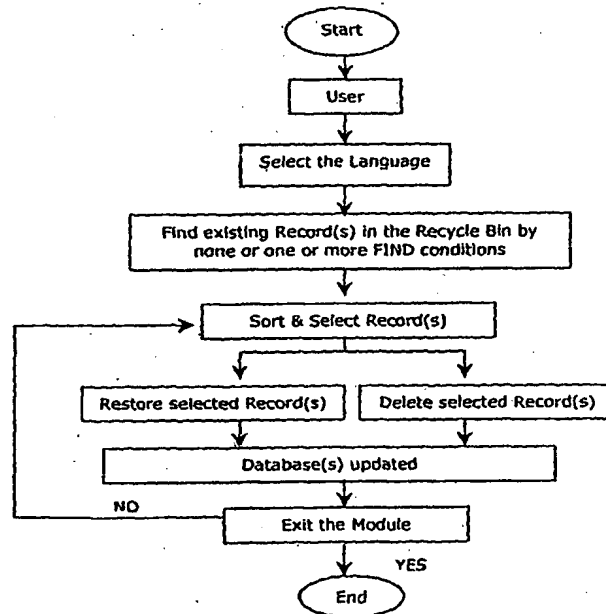 Start
User
Select the Language
Find existing Record(s) in the Recycle Bin by
none or one or more FIND conditions
Sort & Select Record(s)
Restore selected Record(s)
Delete selected Record(s)
Database(s) updated
NO
Exit the Module
YES
End